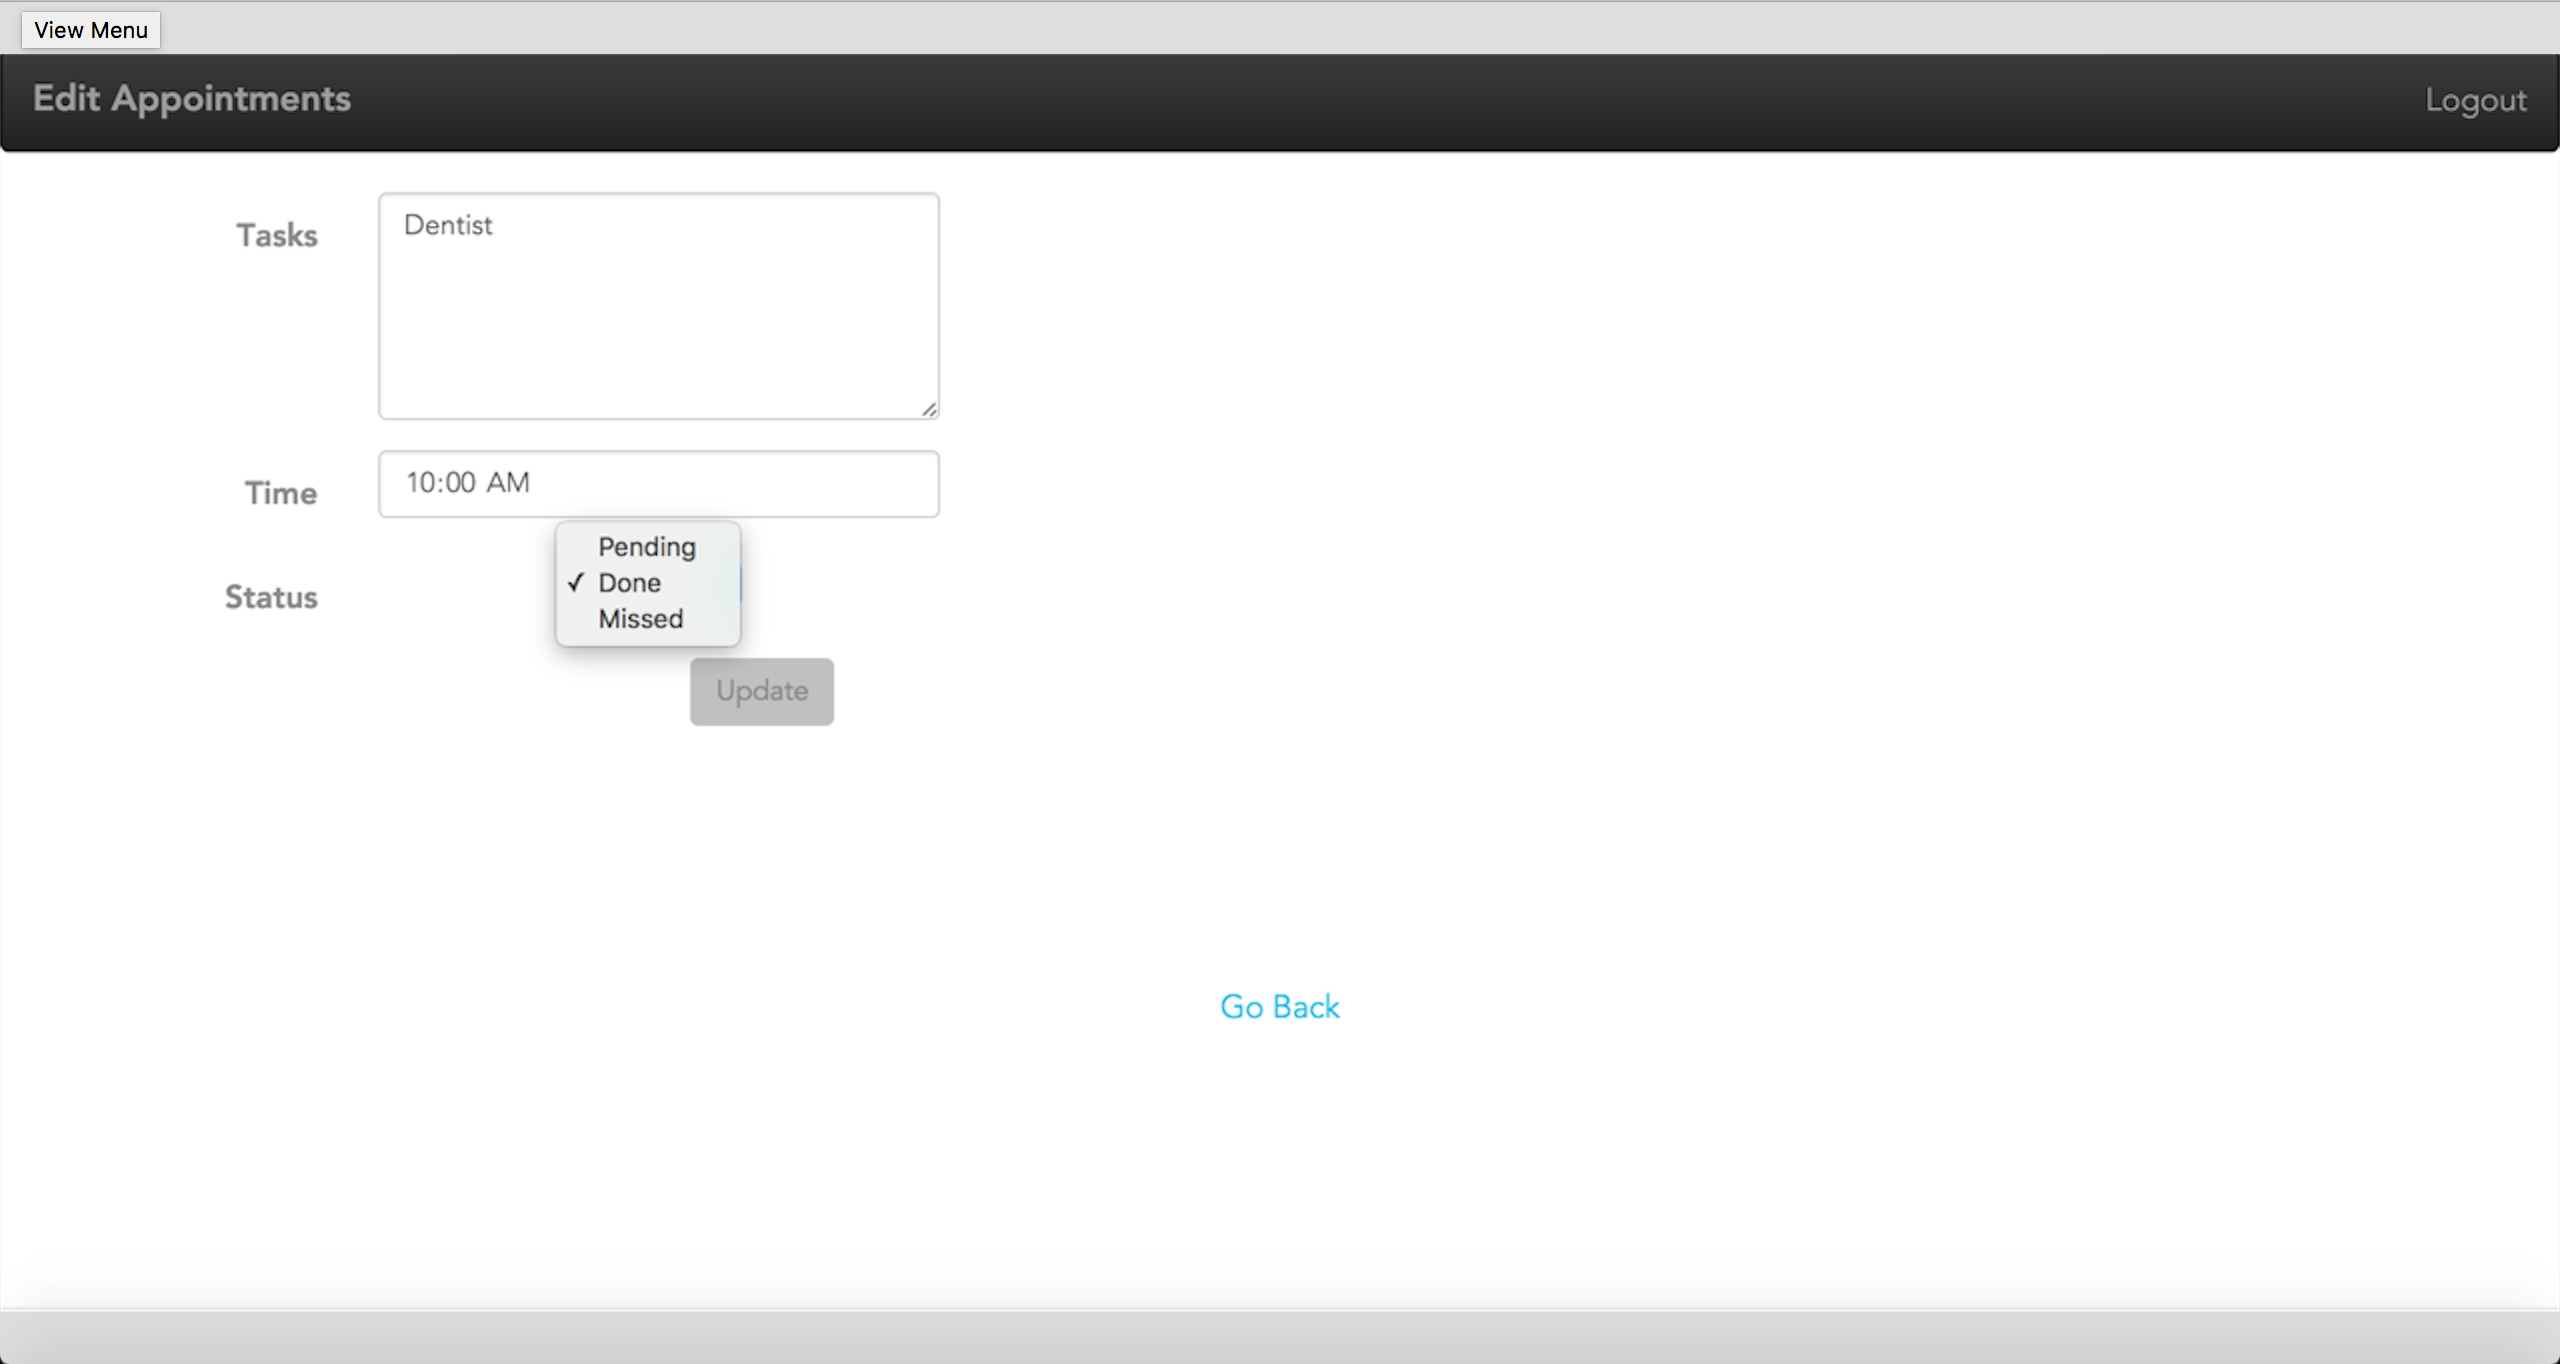 View Menu
Edit Appointments
Logout
Tasks
Dentist
Time
10:00 AM
Status
Pending
✓ Done
Missed
Update
Go Back